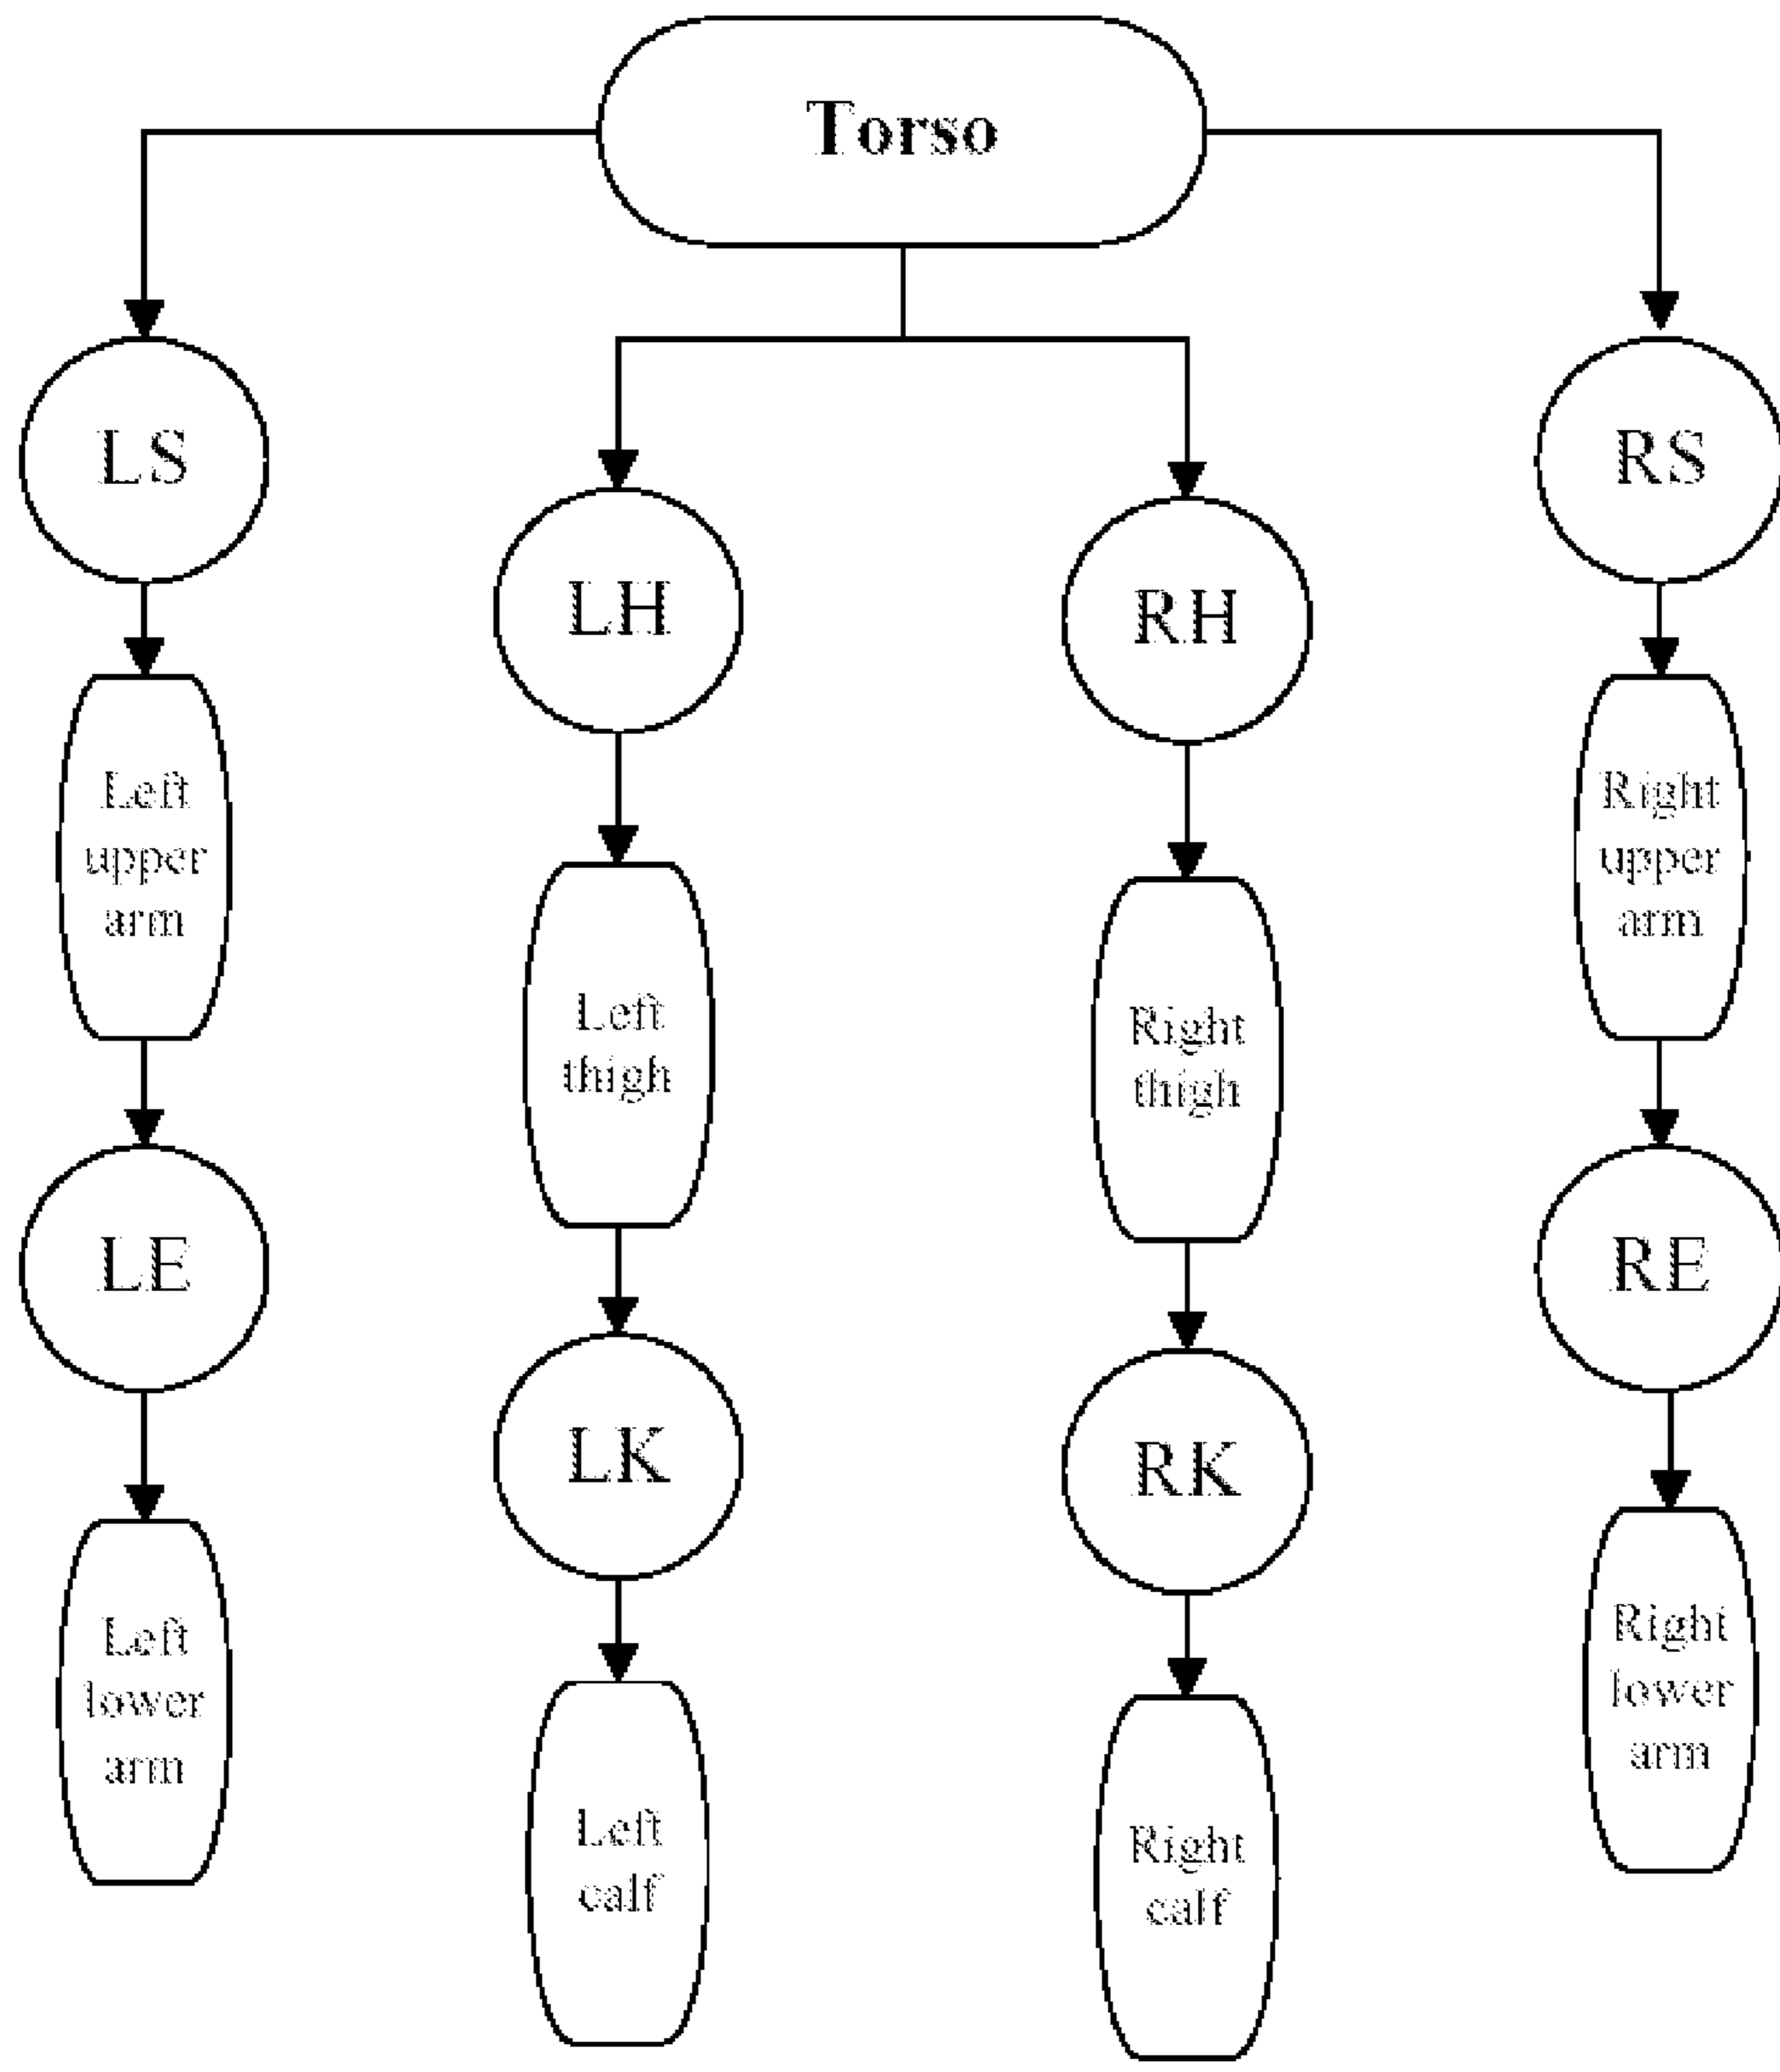 Torso
LS
RS
LH
RH
Left
upper
arm
Right
upper
arm
Left
thigh
Right
thigh
LE
RE
LK
RK
Left
lower
arm
Right
lower
arm
Left
calf
Right
calf